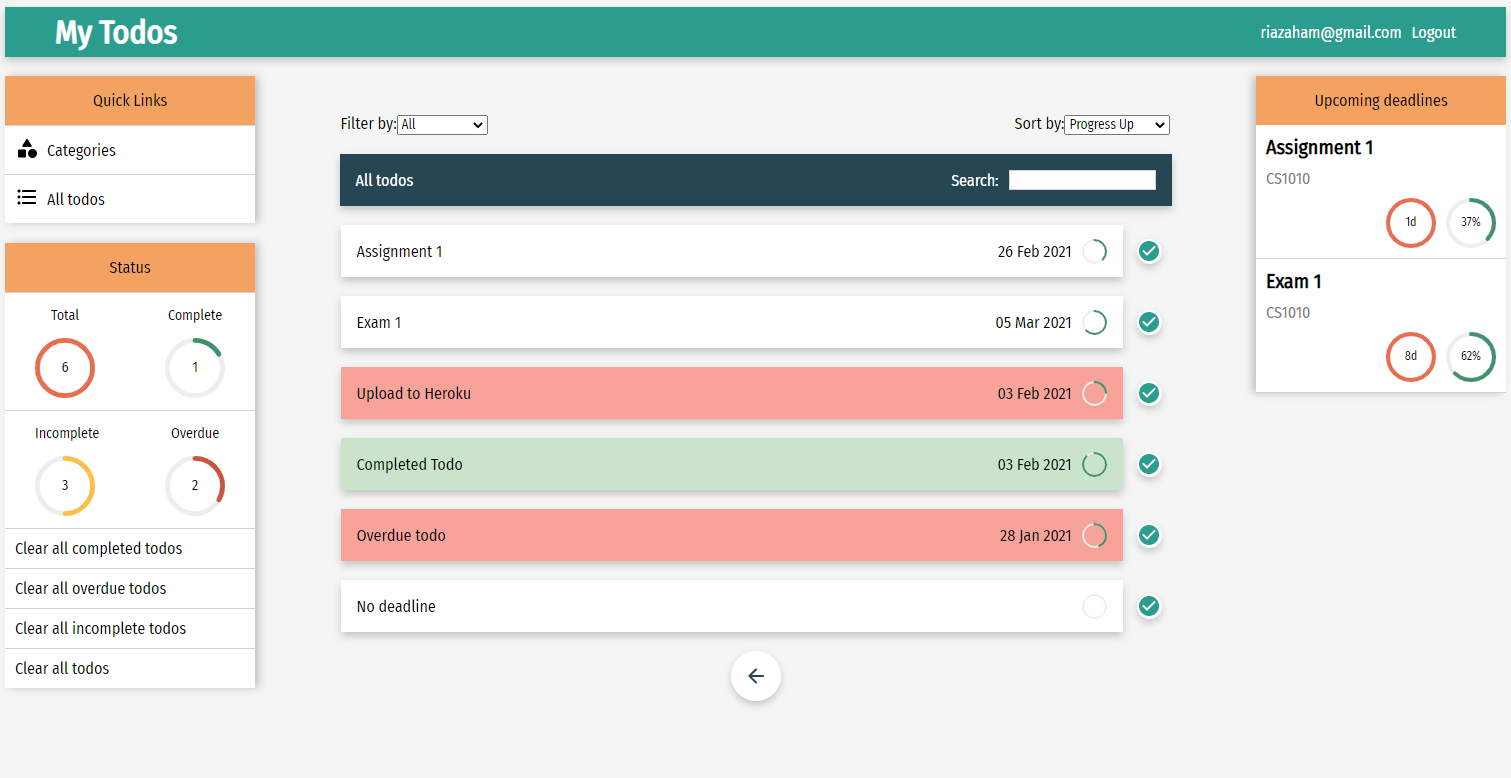 My Todos
riazaham@gmail.com Logout
Quick Links
Categories
All todos
Status
Total Complete
6 1
Incomplete Overdue
3 2
Clear all completed todos
Clear all overdue todos
Clear all incomplete todos
Clear all todos
Filter by: All Sort by: Progress Up
All todos Search:
Assignment 1 26 Feb 2021
Exam 1 05 Mar 2021
Upload to Heroku 03 Feb 2021
Completed Todo 03 Feb 2021
Overdue todo 28 Jan 2021
No deadline
Upcoming deadlines
Assignment 1
CS1010
1d 37%
Exam 1
CS1010
8d 62%